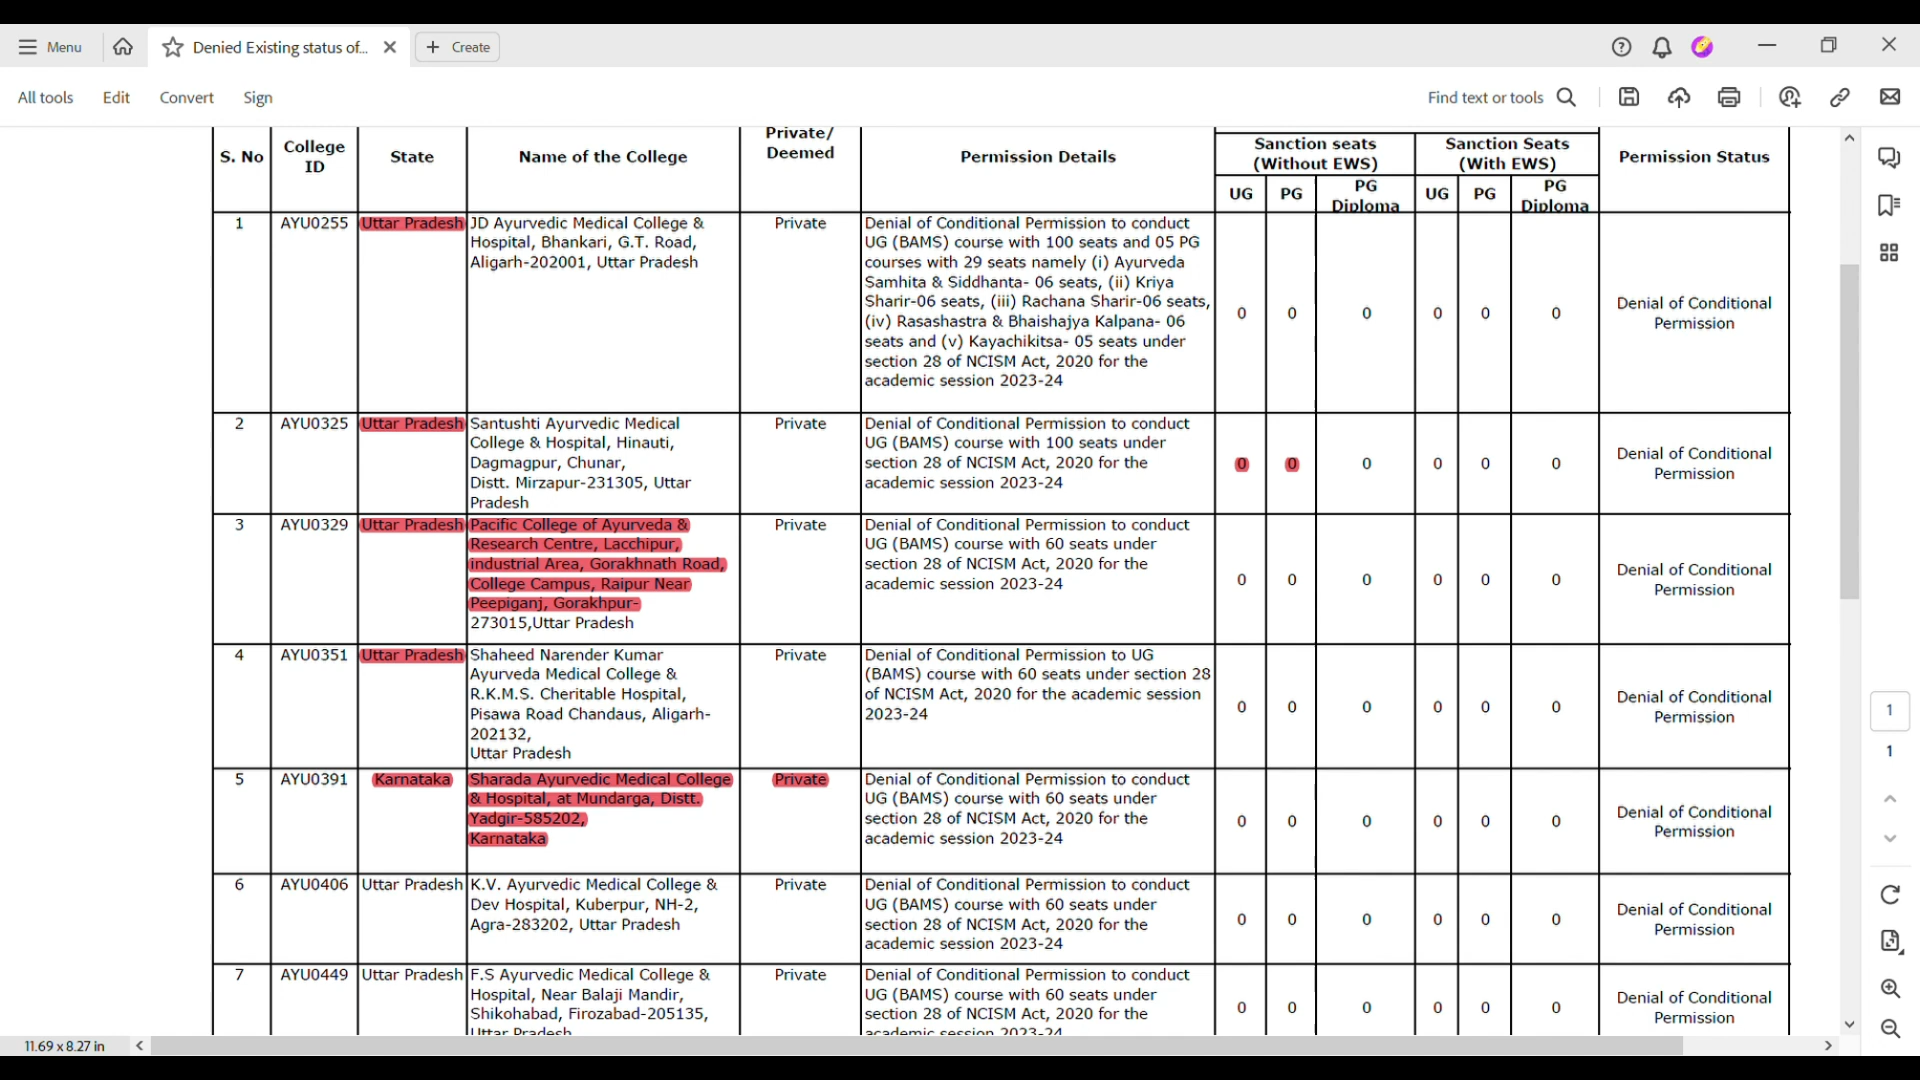 Menu
Denied Existing status of...
Create
All tools
Edit
Convert
Sign
Find text or tools
S. No
College
ID
State
Name of the College
Private/
Deemed
Permission Details
Sanction seats
(Without EWS)
Sanction Seats
(With EWS)
Permission Status
UG
PG
PG
Diploma
UG
PG
PG
Diploma
1
AYU0255
Uttar Pradesh
JD Ayurvedic Medical College &
Hospital, Bhankari, G.T. Road,
Aligarh-202001, Uttar Pradesh
Private
Denial of Conditional Permission to conduct
UG (BAMS) course with 100 seats and 05 PG
courses with 29 seats namely (i) Ayurveda
Samhita & Siddhanta- 06 seats, (ii) Kriya
Sharir-06 seats, (iii) Rachana Sharir-06 seats,
(iv) Rasashastra & Bhaishajya Kalpana- 06
seats and (v) Kayachikitsa- 05 seats under
section 28 of NCISM Act, 2020 for the
academic session 2023-24
0 0 0 0 0 0
Denial of Conditional
Permission
2
AYU0325
Uttar Pradesh
Santushti Ayurvedic Medical
College & Hospital, Hinauti,
Dagmagpur, Chunar,
Distt. Mirzapur-231305, Uttar
Pradesh
Private
Denial of Conditional Permission to conduct
UG (BAMS) course with 100 seats under
section 28 of NCISM Act, 2020 for the
academic session 2023-24
0 0 0 0 0 0
Denial of Conditional
Permission
3
AYU0329
Uttar Pradesh
Pacific College of Ayurveda &
Research Centre, Lacchipur,
industrial Area, Gorakhnath Road,
College Campus, Raipur Near
Peepiganj, Gorakhpur-
273015,Uttar Pradesh
Private
Denial of Conditional Permission to conduct
UG (BAMS) course with 60 seats under
section 28 of NCISM Act, 2020 for the
academic session 2023-24
0 0 0 0 0 0
Denial of Conditional
Permission
4
AYU0351
Uttar Pradesh
Shaheed Narender Kumar
Ayurveda Medical College &
R.K.M.S. Cheritable Hospital,
Pisawa Road Chandaus, Aligarh-
202132,
Uttar Pradesh
Private
Denial of Conditional Permission to UG
(BAMS) course with 60 seats under section 28
of NCISM Act, 2020 for the academic session
2023-24
0 0 0 0 0 0
Denial of Conditional
Permission
5
AYU0391
Karnataka
Sharada Ayurvedic Medical College
& Hospital, at Mundarga, Distt.
Yadgir-585202,
Karnataka
Private
Denial of Conditional Permission to conduct
UG (BAMS) course with 60 seats under
section 28 of NCISM Act, 2020 for the
academic session 2023-24
0 0 0 0 0 0
Denial of Conditional
Permission
6
AYU0406
Uttar Pradesh
K.V. Ayurvedic Medical College &
Dev Hospital, Kuberpur, NH-2,
Agra-283202, Uttar Pradesh
Private
Denial of Conditional Permission to conduct
UG (BAMS) course with 60 seats under
section 28 of NCISM Act, 2020 for the
academic session 2023-24
0 0 0 0 0 0
Denial of Conditional
Permission
7
AYU0449
Uttar Pradesh
F.S Ayurvedic Medical College &
Hospital, Near Balaji Mandir,
Shikohabad, Firozabad-205135,
Uttar Pradesh
Private
Denial of Conditional Permission to conduct
UG (BAMS) course with 60 seats under
section 28 of NCISM Act, 2020 for the
academic session 2023-24
0 0 0 0 0 0
Denial of Conditional
Permission
1
1
11.69 x 8.27 in